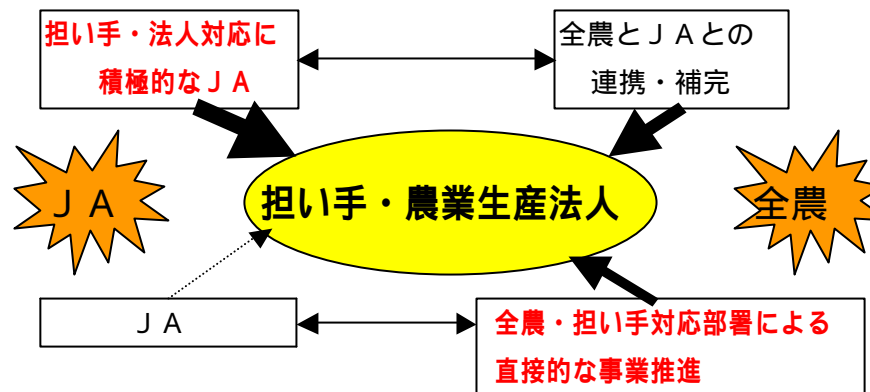 担い手・法人対応に
積極的なＪＡ
全農とＪＡとの
連携・補完
ＪＡ
担い手・農業生産法人
全農
ＪＡ
全農・担い手対応部署による
直接的な事業推進